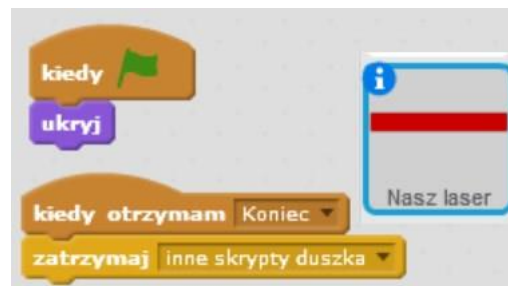 kiedy
ukryj
kiedy otrzymam Koniec
zatrzymaj inne skrypty duszka
i
Nasz laser